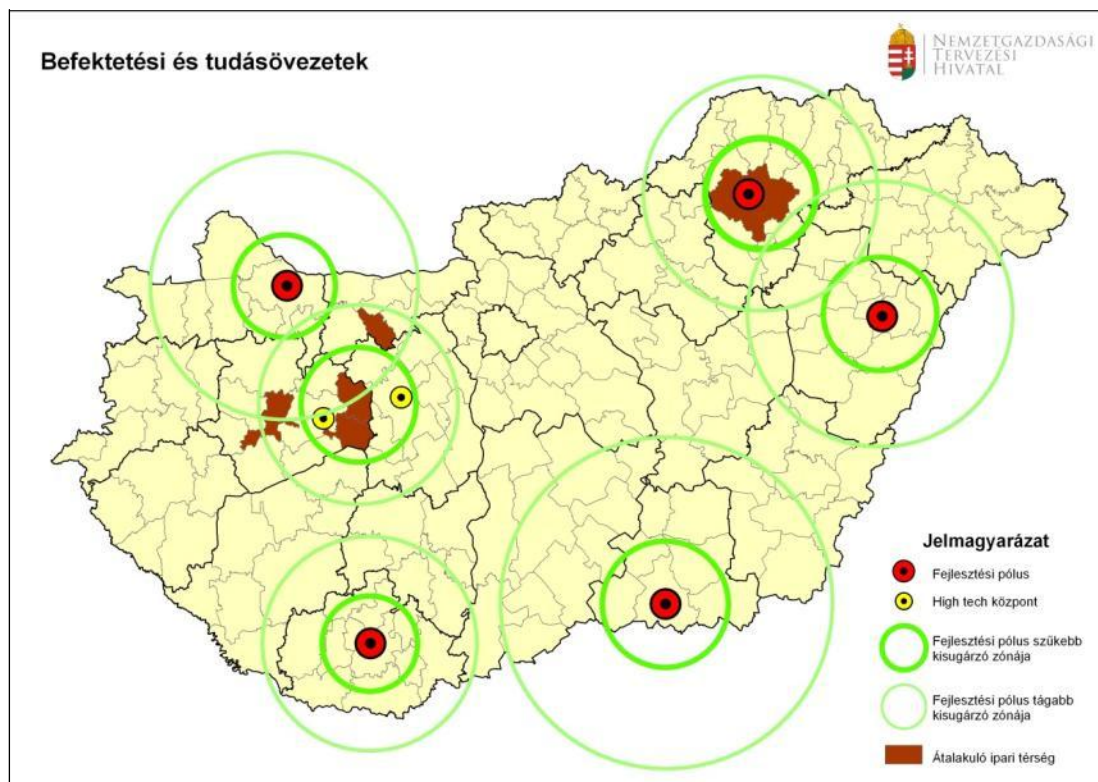 Befektetési és tudásövezetek
NEMZETGAZDASÁGI
TERVEZÉSI
HIVATAL
Jelmagyarázat
Fejlesztési pólus
High tech központ
Fejlesztési pólus szűkebb
kisugárzó zónája
Fejlesztési pólus tágabb
kisugárzó zónája
Átalakuló ipari térség